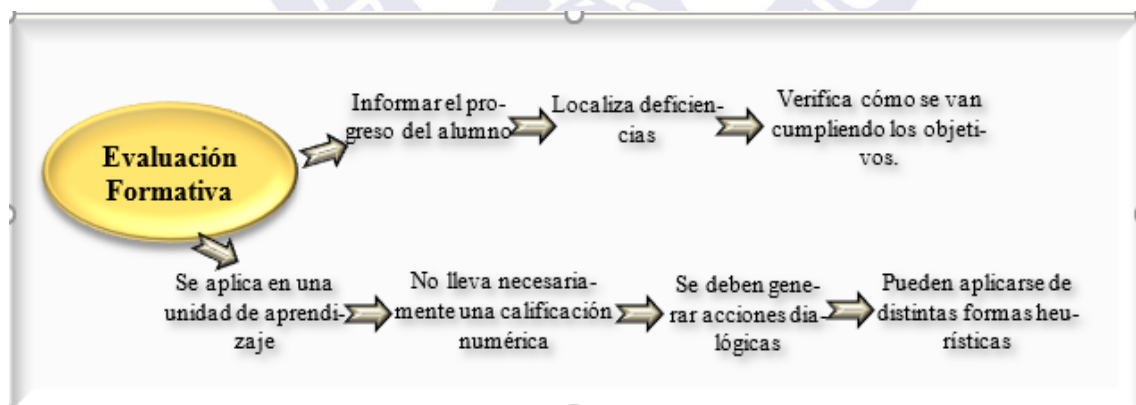 Evaluación
Formativa
Informar el pro-
greso del alumno
Localiza deficien-
cias
Verifica cómo se van
cumpliendo los objeti-
vos.
Se aplica en una
unidad de aprendi-
zaje
No lleva necesaria-
mente una calificación
numérica
Se deben gene-
rar acciones dia-
lógicas
Pueden aplicarse de
distintas formas heu-
rísticas